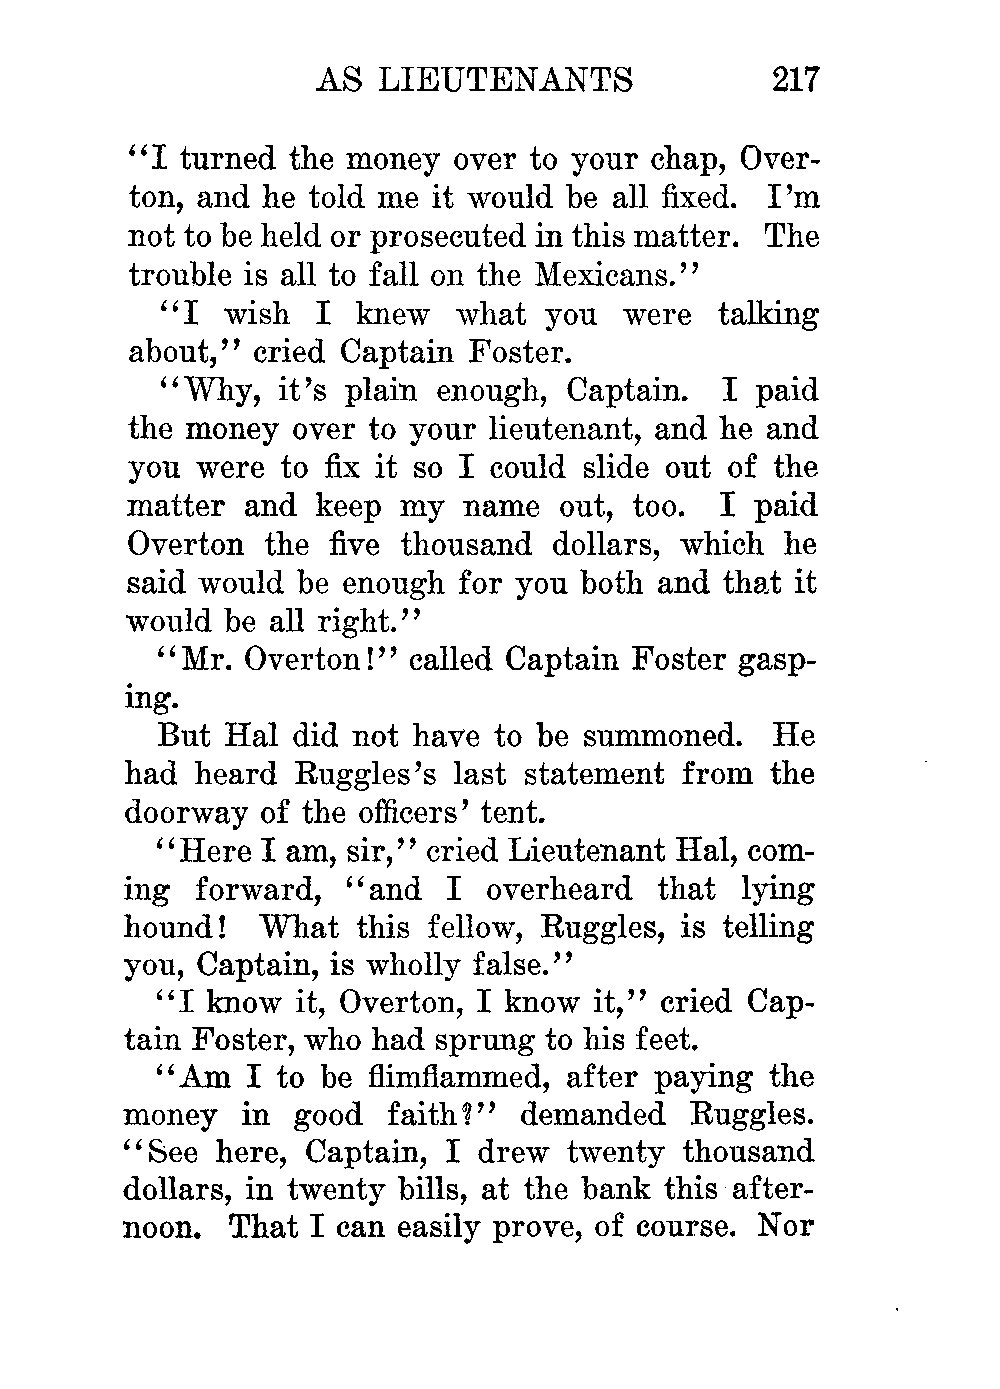 AS LIEUTENANTS 217
“I turned the money over to your chap, Over-
ton, and he told me it would be all fixed. I’m
not to be held or prosecuted in this matter. The
trouble is all to fall on the Mexicans.”
“I wish I knew what you were talking
about,” cried Captain Foster.
“Why, it’s plain enough, Captain. I paid
the money over to your lieutenant, and he and
you were to fix it so I could slide out of the
matter and keep my name out, too. I paid
Overton the five thousand dollars, which he
said would be enough for you both and that it
would be all right.”
“Mr. Overton!” called Captain Foster gasp-
ing.
But Hal did not have to be summoned. He
had heard Ruggles’s last statement from the
doorway of the officers’ tent.
“Here I am, sir,” cried Lieutenant Hal, com-
ing forward, “and I overheard that lying
hound! What this fellow, Ruggles, is telling
you, Captain, is wholly false.”
“I know it, Overton, I know it,” cried Cap-
tain Foster, who had sprung to his feet.
“Am I to be flimflammed, after paying the
money in good faith?” demanded Ruggles.
“See here, Captain, I drew twenty thousand
dollars, in twenty bills, at the bank this after-
noon. That I can easily prove, of course. Nor